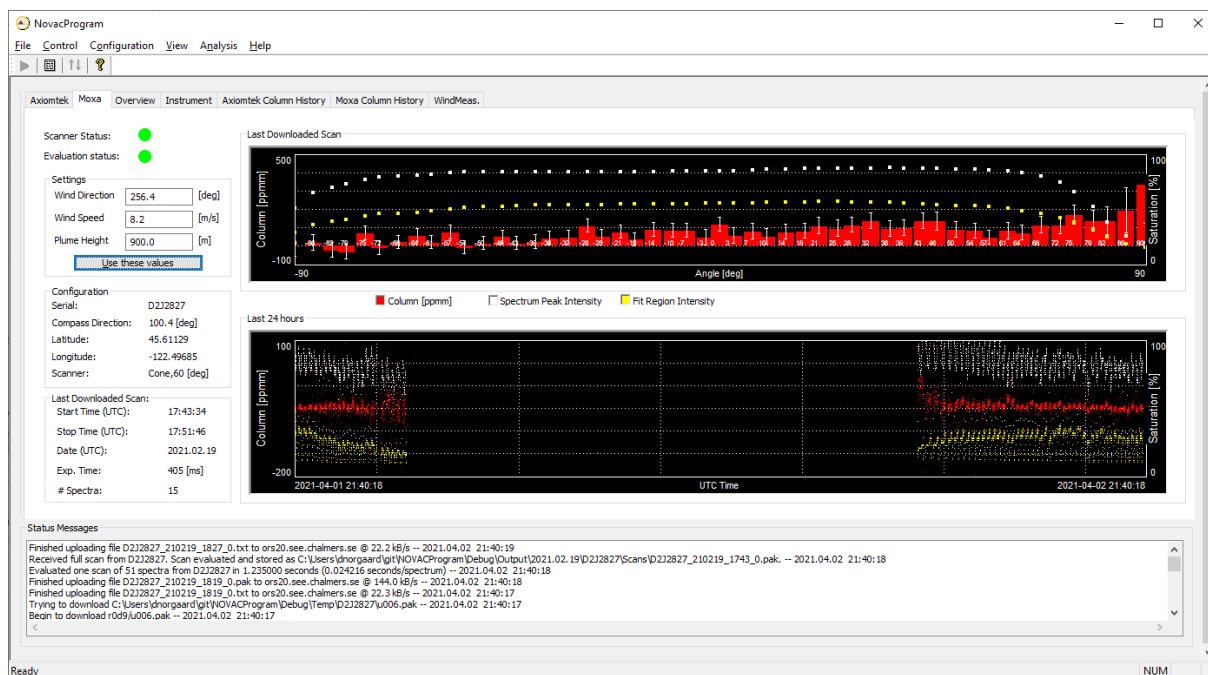 NovacProgram
File Control Configuration View Analysis Help
Axiomtek Moxa Overview Instrument Axiomtek Column History Moxa Column History WindMeas.
Scanner Status:
Evaluation status:
Settings
Wind Direction 256.4 [deg]
Wind Speed 8.2 [m/s]
Plume Height 900.0 [m]
Use these values
Configuration
Serial: D2J2827
Compass Direction: 100.4 [deg]
Latitude: 45.61129
Longitude: -122.49685
Scanner: Cone,60 [deg]
Last Downloaded Scan:
Start Time (UTC): 17:43:34
Stop Time (UTC): 17:51:46
Date (UTC): 2021.02.19
Exp. Time: 405 [ms]
# Spectra: 15
Last Downloaded Scan
500
Column [ppmm]
-100
100
Saturation [%]
0
-90
Angle [deg]
90
Column [ppmm] Spectrum Peak Intensity Fit Region Intensity
Last 24 hours
100
Column [ppmm]
-200
100
Saturation [%]
0
2021-04-01 21:40:18 UTC Time 2021-04-02 21:40:18
Status Messages
Finished uploading file D2J2827_210219_1827_0.txt to ors20.see.chalmers.se @ 22.2 kB/s -- 2021.04.02 21:40:19
Received full scan from D2J2827. Scan evaluated and stored as C:\Users\dnorgaard\git\NOVACProgram\Debug\Output\2021.02.19\D2J2827\Scans\D2J2827_210219_1743_0.pak. -- 2021.04.02 21:40:18
Evaluated one scan of 51 spectra from D2J2827 in 1.235000 seconds (0.024216 seconds/spectrum) -- 2021.04.02 21:40:18
Finished uploading file D2J2827_210219_1819_0.pak to ors20.see.chalmers.se @ 144.0 kB/s -- 2021.04.02 21:40:18
Finished uploading file D2J2827_210219_1819_0.txt to ors20.see.chalmers.se @ 22.3 kB/s -- 2021.04.02 21:40:17
Trying to download C:\Users\dnorgaard\git\NOVACProgram\Debug\Temp\D2J2827\u006.pak -- 2021.04.02 21:40:17
Begin to download r0d9/u006.pak -- 2021.04.02 21:40:17
Ready
NUM